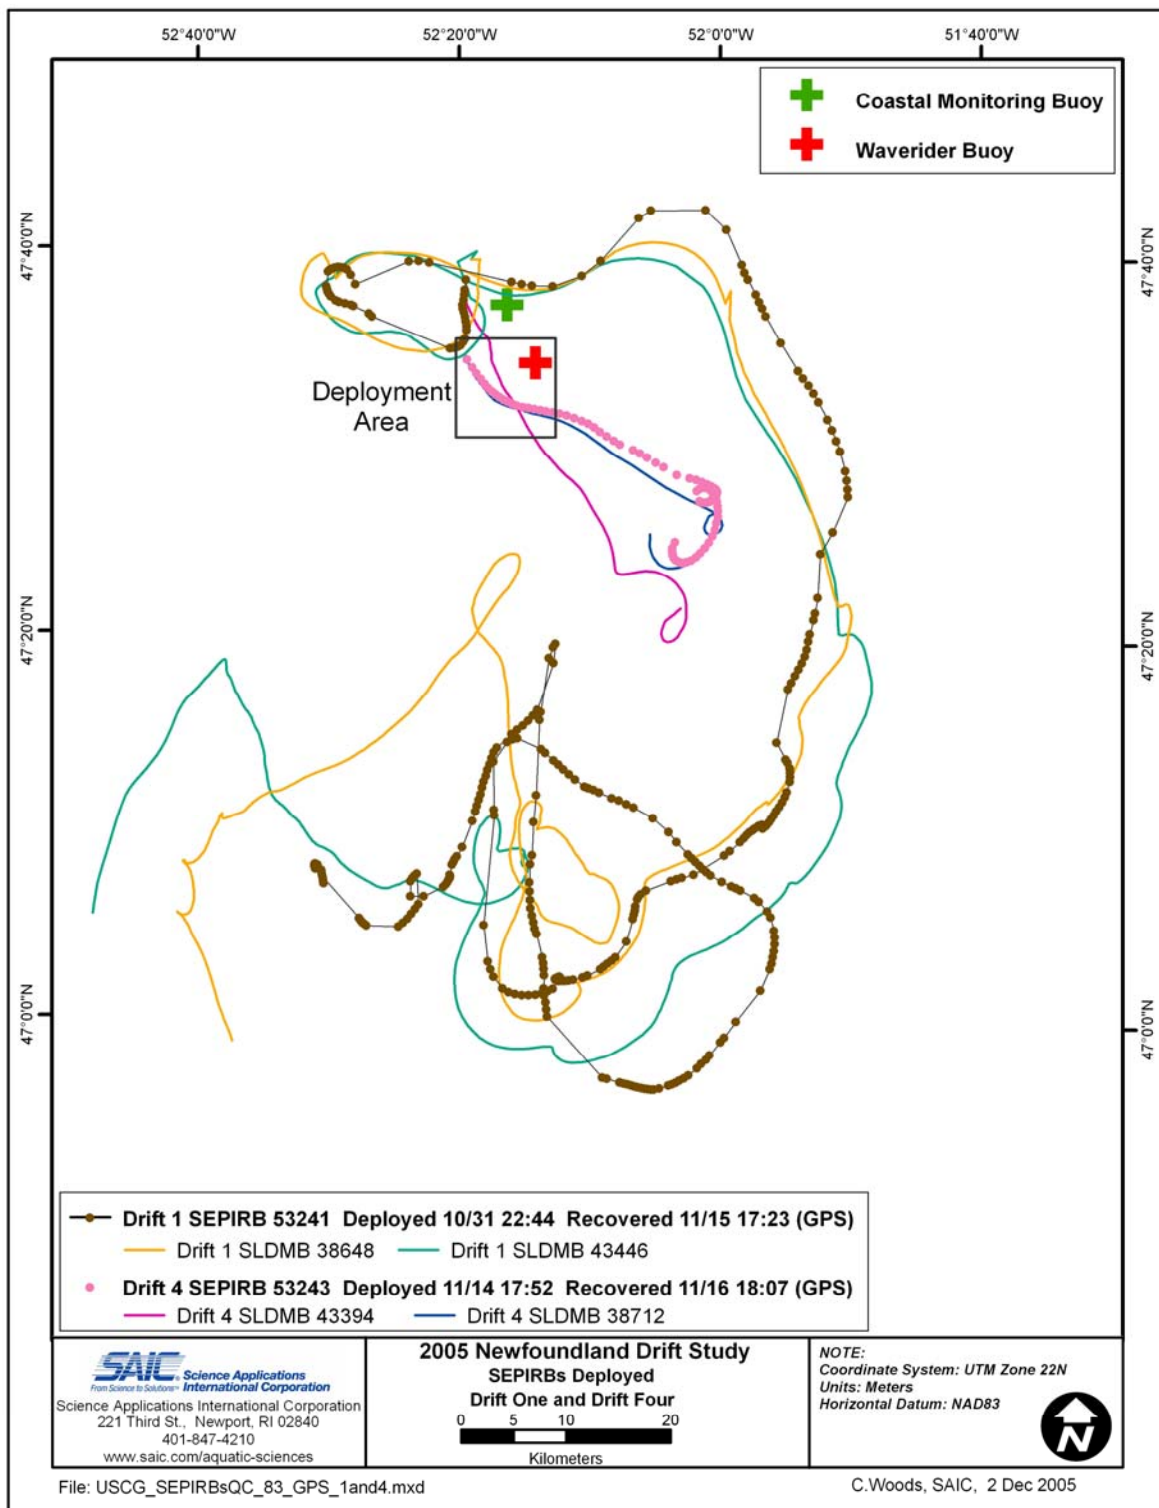 52°40'0"W 52°20'0"W 52°0'0"W 51°40'0"W
Coastal Monitoring Buoy
Waverider Buoy
47°40'0"N
47°40'0"N
Deployment
Area
47°20'0"N
47°20'0"N
47°0'0"N
47°0'0"N
Drift 1 SEPIRB 53241 Deployed 10/31 22:44 Recovered 11/15 17:23 (GPS)
Drift 1 SLDMB 38648 Drift 1 SLDMB 43446
Drift 4 SEPIRB 53243 Deployed 11/14 17:52 Recovered 11/16 18:07 (GPS)
Drift 4 SLDMB 43394 Drift 4 SLDMB 38712
SAIC Science Applications
From Science to Solutions™ International Corporation
Science Applications International Corporation
221 Third St., Newport, RI 02840
401-847-4210
www.saic.com/aquatic-sciences
2005 Newfoundland Drift Study
SEPIRBs Deployed
Drift One and Drift Four
0 5 10 20
Kilometers
NOTE:
Coordinate System: UTM Zone 22N
Units: Meters
Horizontal Datum: NAD83
N
File: USCG_SEPIRBsQC_83_GPS_1and4.mxd
C.Woods, SAIC, 2 Dec 2005